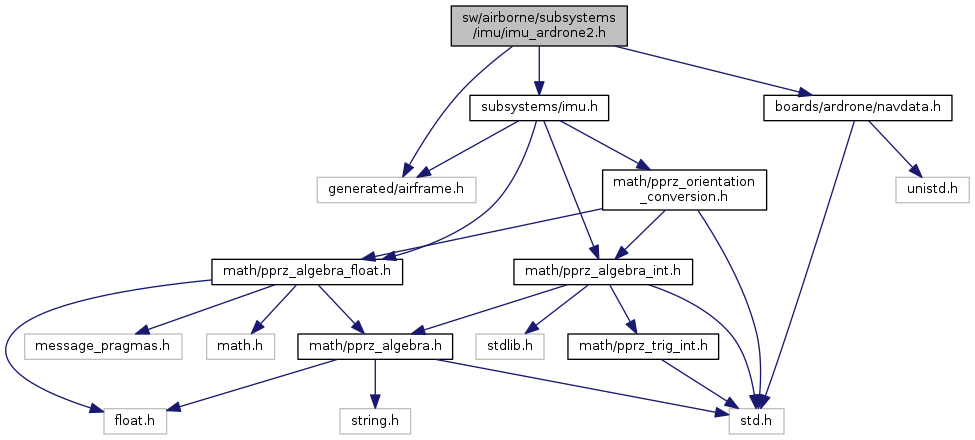 sw/airborne/subsystems
/imu/imu_ardrone2.h
subsystems/imu.h
boards/ardrone/navdata.h
generated/airframe.h
math/pprz_orientation
_conversion.h
unistd.h
math/pprz_algebra_float.h
math/pprz_algebra_int.h
message_pragmas.h
math.h
math/pprz_algebra.h
stdlib.h
math/pprz_trig_int.h
float.h
string.h
std.h